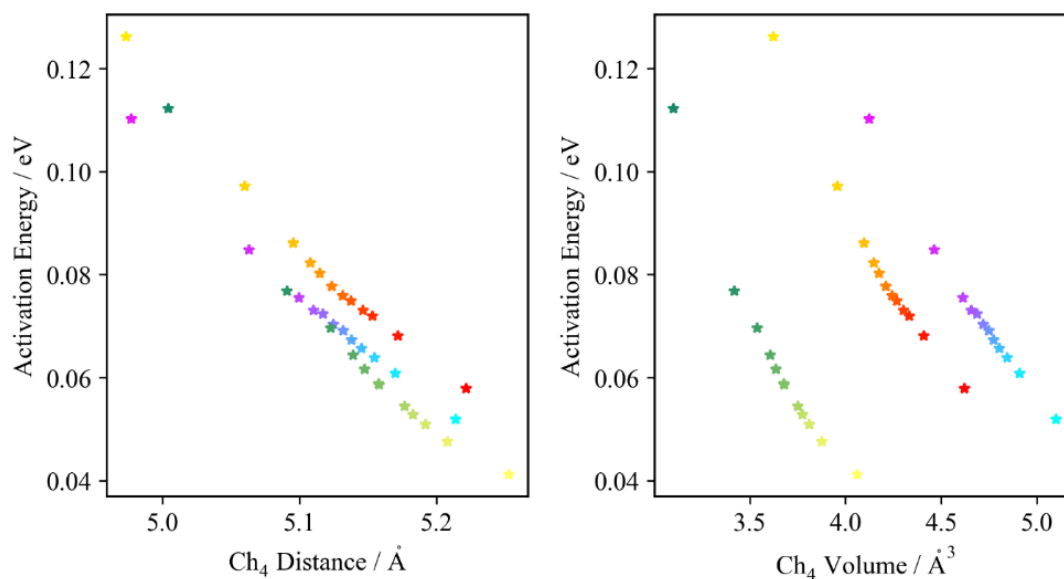 Activation Energy / eV
0.12
0.10
0.08
0.06
0.04
5.0 5.1 5.2
Ch₄ Distance / Å
Activation Energy / eV
0.12
0.10
0.08
0.06
0.04
3.5 4.0 4.5 5.0
Ch₄ Volume / Å³